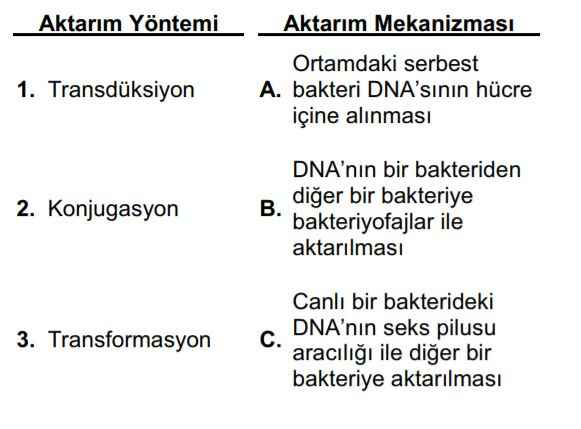 Aktarım Yöntemi Aktarım Mekanizması
1. Transdüksiyon
A. Ortamdaki serbest
bakteri DNA’sının hücre
içine alınması
2. Konjugasyon
B. DNA’nın bir bakteriden
diğer bir bakteriye
bakteriyofajlar ile
aktarılması
3. Transformasyon
C. Canlı bir bakterideki
DNA’nın seks pilusu
aracılığı ile diğer bir
bakteriye aktarılması